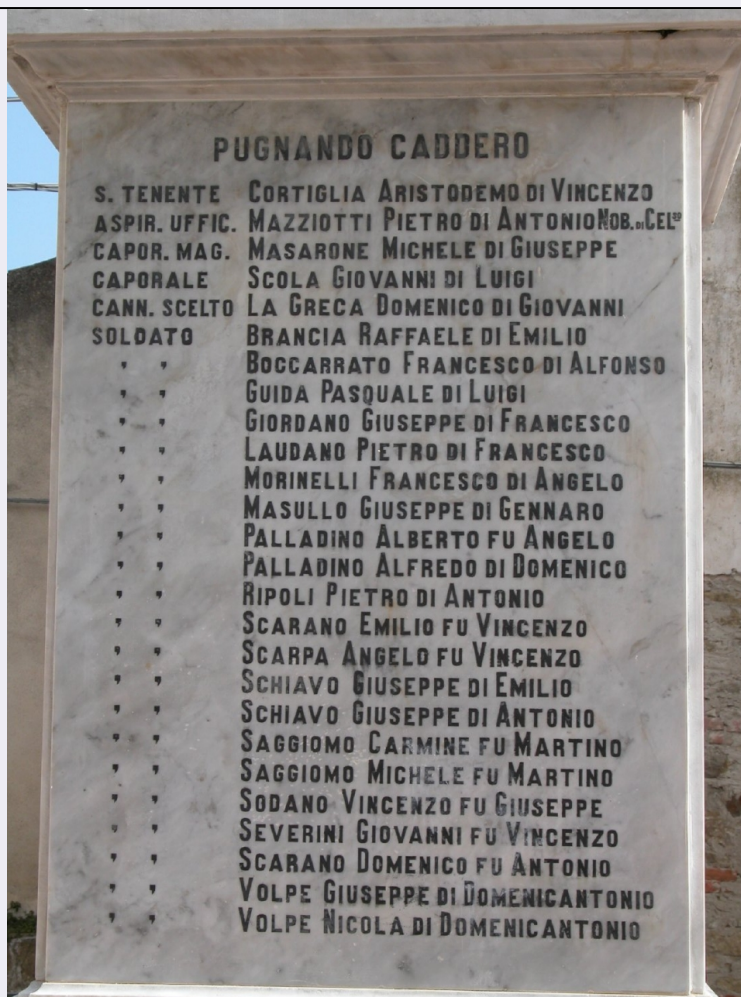 PUGNANDO CADDERO
S. TENENTE CORTIGLIA ARISTODEMO DI VINCENZO
ASPIR. UFFIC. MAZZIOTTI PIETRO DI ANTONIO NOB. DI CEL.SO
CAPOR. MAG. MASARONE MICHELE DI GIUSEPPE
CAPORALE SCOLA GIOVANNI DI LUIGI
CANN. SCELTO LA GRECA DOMENICO DI GIOVANNI
SOLDATO BRANCIA RAFFAELE DI EMILIO
" " BOCCARRATO FRANCESCO DI ALFONSO
" " GUIDA PASQUALE DI LUIGI
" " GIORDANO GIUSEPPE DI FRANCESCO
" " LAUDANO PIETRO DI FRANCESCO
" " MORINELLI FRANCESCO DI ANGELO
" " MASULLO GIUSEPPE DI GENNARO
" " PALLADINO ALBERTO FU ANGELO
" " PALLADINO ALFREDO DI DOMENICO
" " RIPOLI PIETRO DI ANTONIO
" " SCARANO EMILIO FU VINCENZO
" " SCARPA ANGELO FU VINCENZO
" " SCHIAVO GIUSEPPE DI EMILIO
" " SCHIAVO GIUSEPPE DI ANTONIO
" " SAGGIOMO CARMINE FU MARTINO
" " SAGGIOMO MICHELE FU MARTINO
" " SODANO VINCENZO FU GIUSEPPE
" " SEVERINI GIOVANNI FU VINCENZO
" " SCARANO DOMENICO FU ANTONIO
" " VOLPE GIUSEPPE DI DOMENICANTONIO
" " VOLPE NICOLA DI DOMENICANTONIO